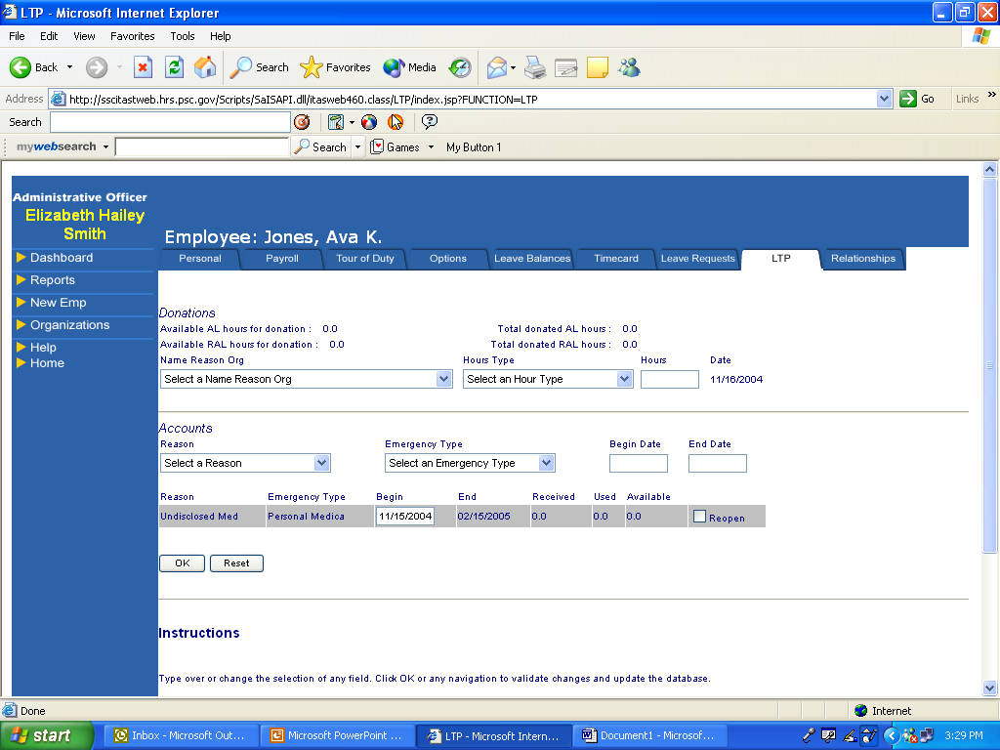 LTP - Microsoft Internet Explorer
File Edit View Favorites Tools Help
Back Search Favorites Media
Address http://sscitastweb.hrs.psc.gov/Scripts/SaISAPI.dll/itasweb460.class/LTP/index.jsp?FUNCTION=LTP Go Links »
Search
mywebsearch Search Games My Button 1
Administrative Officer
Elizabeth Hailey
Smith
Employee: Jones, Ava K.
Personal Payroll Tour of Duty Options Leave Balances Timecard Leave Requests LTP Relationships
Dashboard
Reports
New Emp
Organizations
Help
Home
Donations
Available AL hours for donation : 0.0 Total donated AL hours : 0.0
Available RAL hours for donation : 0.0 Total donated RAL hours : 0.0
Name Reason Org Hours Type Hours Date
Select a Name Reason Org Select an Hour Type 11/16/2004
Accounts
Reason Emergency Type Begin Date End Date
Select a Reason Select an Emergency Type
Reason Emergency Type Begin End Received Used Available
Undisclosed Med Personal Medica 11/15/2004 02/15/2005 0.0 0.0 0.0 Reopen
OK Reset
Instructions
Type over or change the selection of any field. Click OK or any navigation to validate changes and update the database.
Done Internet
start Inbox - Microsoft Out... Microsoft PowerPoint ... LTP - Microsoft Intern... Document1 - Microsof... 3:29 PM